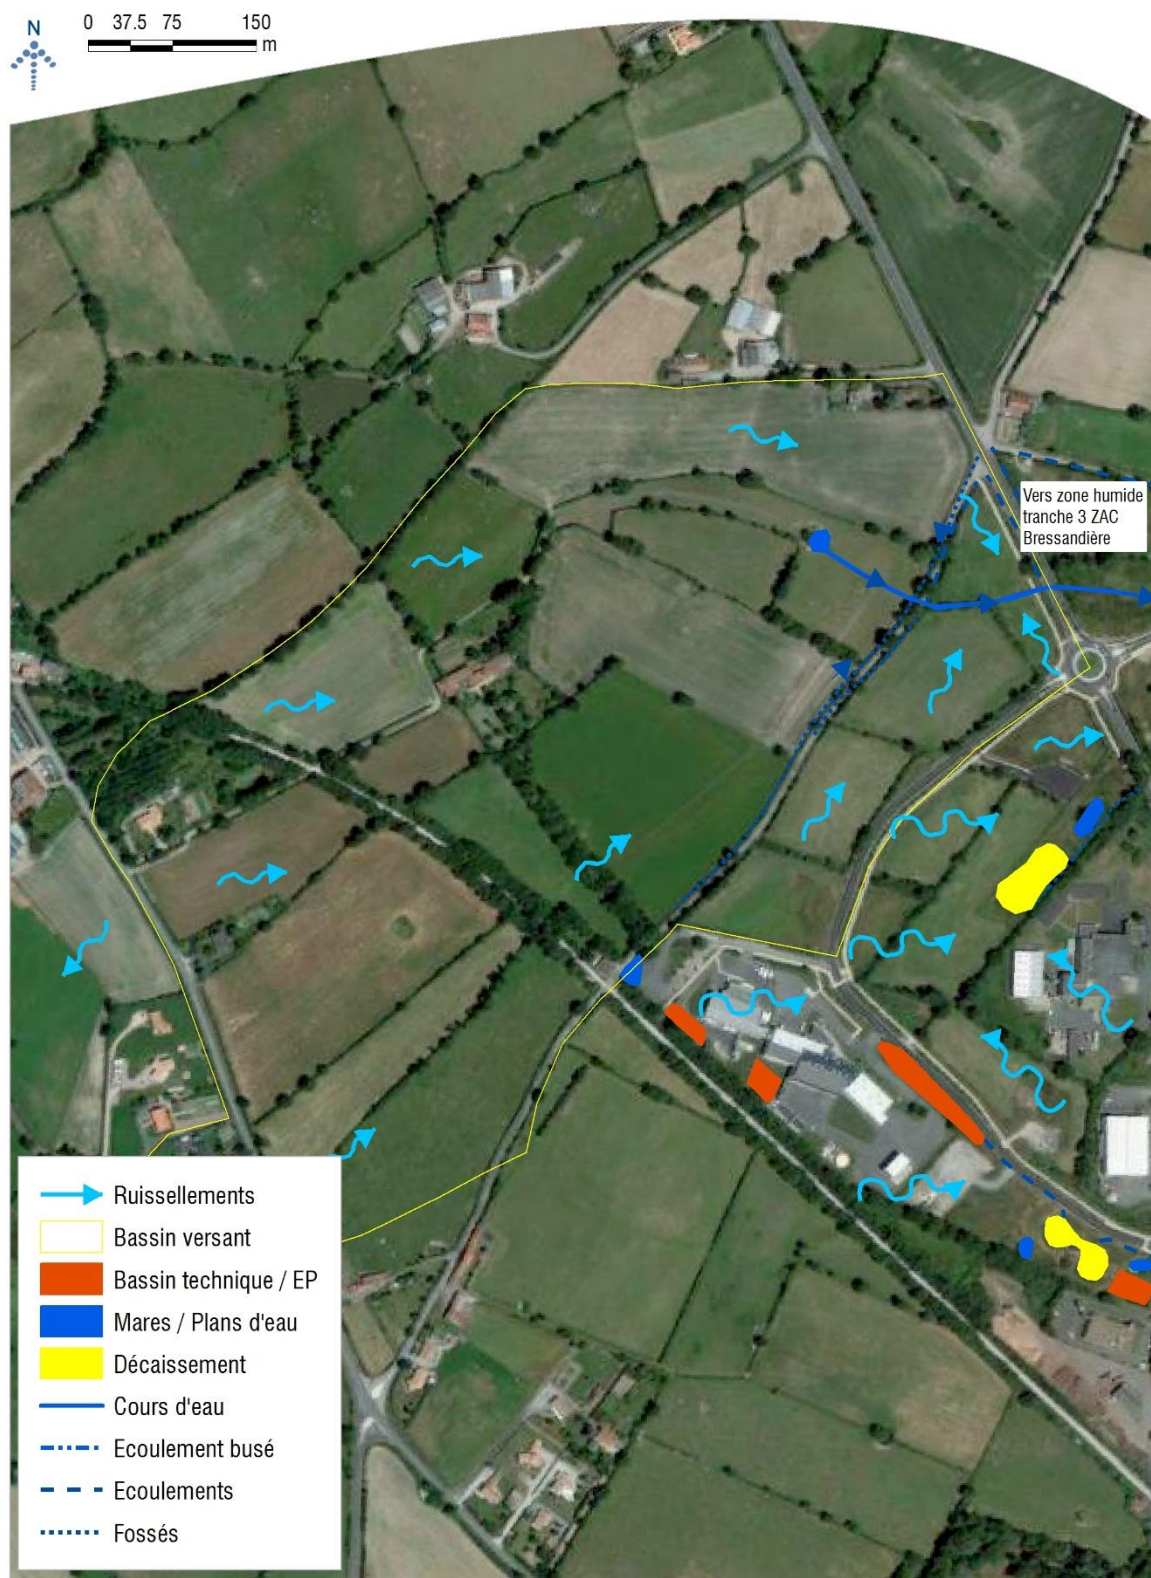 N
0 37.5 75 150
m
Vers zone humide
tranche 3 ZAC
Bressandière
Ruissellements
Bassin versant
Bassin technique / EP
Mares / Plans d'eau
Décaissement
Cours d'eau
Ecoulement busé
Ecoulements
Fossés